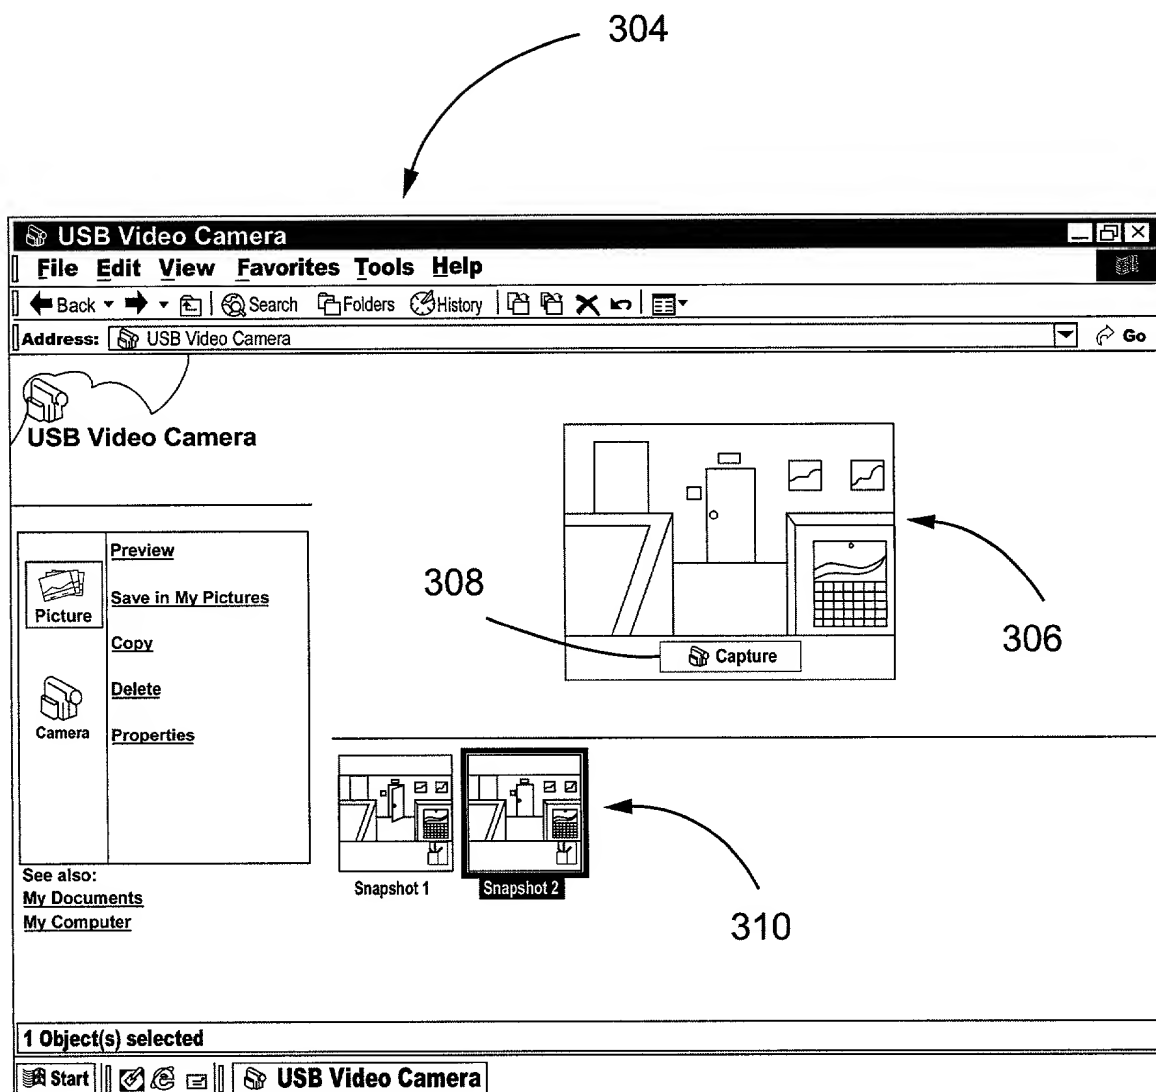 304
USB Video Camera
File Edit View Favorites Tools Help
Back Search Folders History
Address: USB Video Camera Go
USB Video Camera
Preview
Save in My Pictures
Picture
Copy
Delete
Camera
Properties
308
Capture
306
Snapshot 1 Snapshot 2
310
See also:
My Documents
My Computer
1 Object(s) selected
Start USB Video Camera